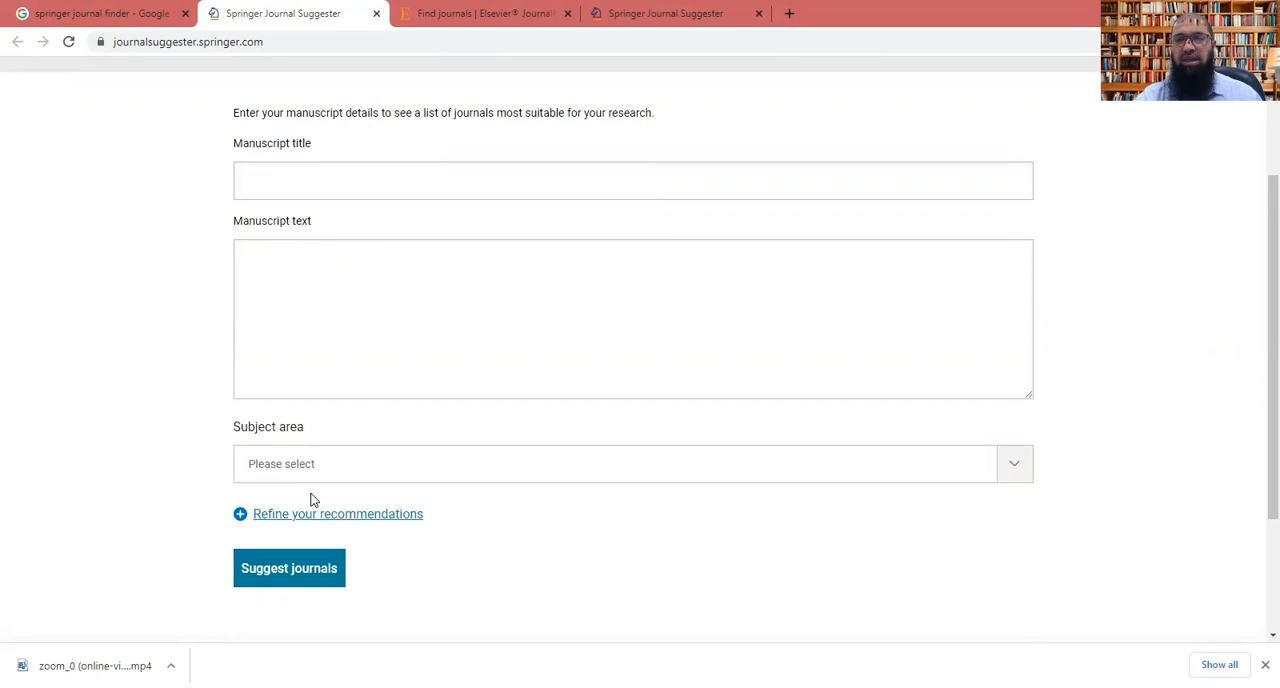 springer journal finder - Google
Springer Journal Suggester
Find journals | Elsevier® Journal
Springer Journal Suggester
journalsuggester.springer.com
Enter your manuscript details to see a list of journals most suitable for your research.
Manuscript title
Manuscript text
Subject area
Please select
Refine your recommendations
Suggest journals
zoom_0 (online-vi....mp4
Show all